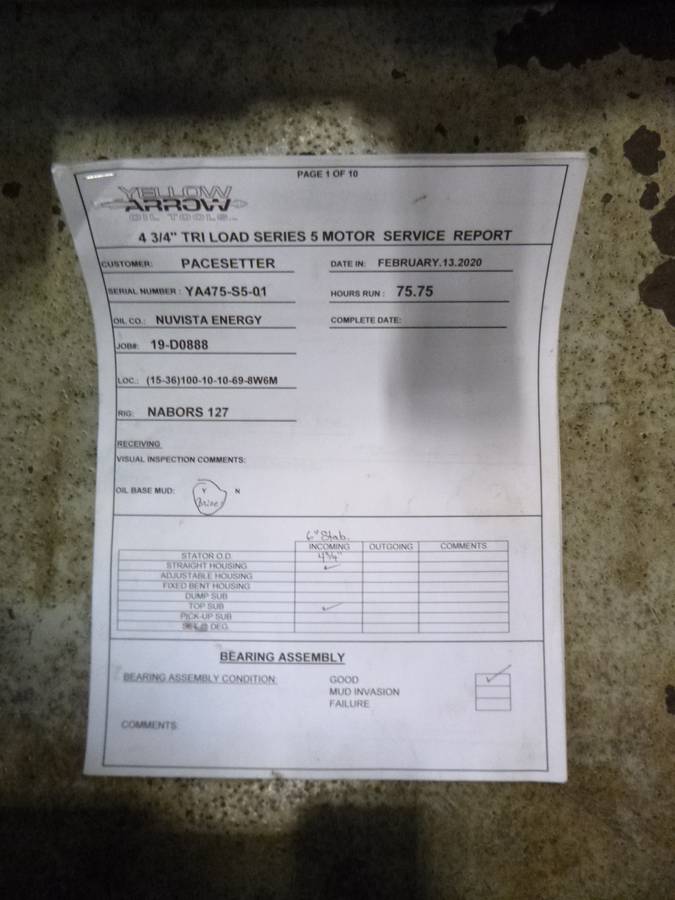 PAGE 1 OF 10
YELLOW
ARROW
OIL TOOLS
4 3/4" TRI LOAD SERIES 5 MOTOR SERVICE REPORT
CUSTOMER: PACESETTER DATE IN: FEBRUARY.13.2020
SERIAL NUMBER : YA475-S5-01 HOURS RUN : 75.75
OIL CO.: NUVISTA ENERGY COMPLETE DATE:
JOB#: 19-D0888
LOC.: (15-36)100-10-10-69-8W6M
RIG: NABORS 127
RECEIVING
VISUAL INSPECTION COMMENTS:
OIL BASE MUD: Y N
Brine
6" Stab.
INCOMING OUTGOING COMMENTS
STATOR O.D. 4 3/4"
STRAIGHT HOUSING ✓
ADJUSTABLE HOUSING
FIXED BENT HOUSING
DUMP SUB
TOP SUB ✓
PICK-UP SUB
DEG.
BEARING ASSEMBLY
BEARING ASSEMBLY CONDITION: GOOD ✓
MUD INVASION
FAILURE
COMMENTS: